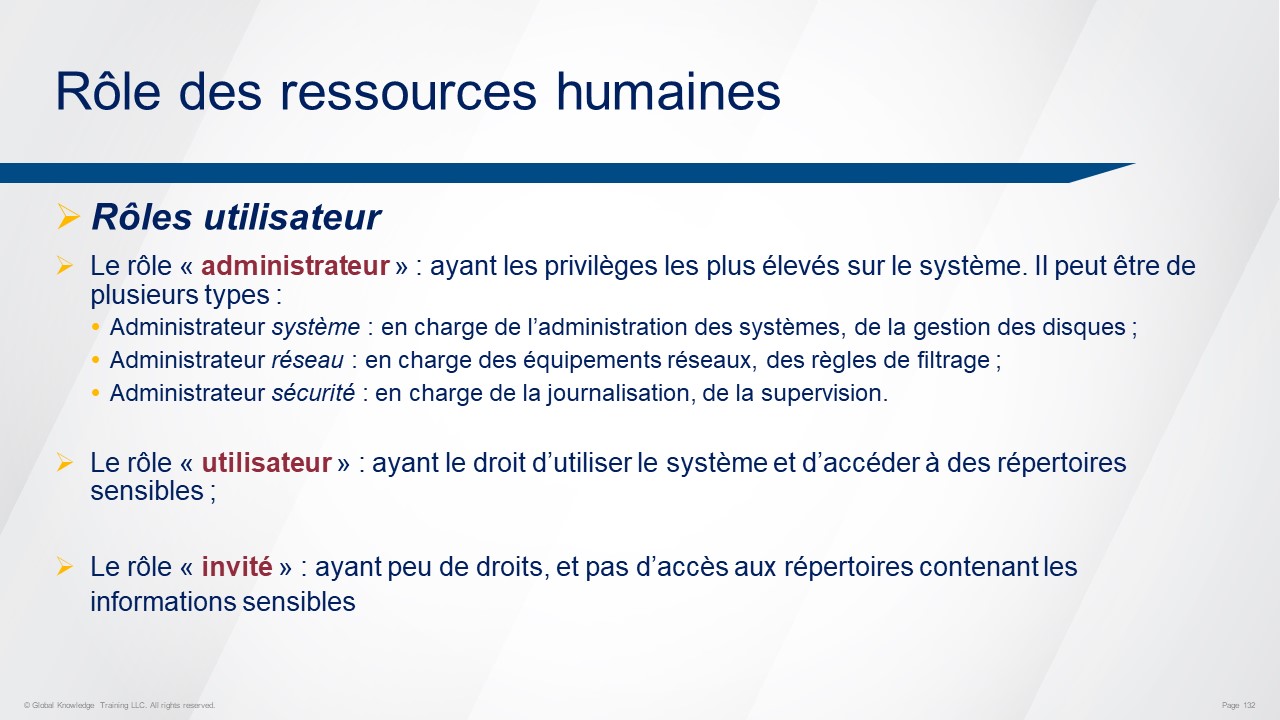 Rôle des ressources humaines
Rôles utilisateur
Le rôle « administrateur » : ayant les privilèges les plus élevés sur le système. Il peut être de
plusieurs types :
Administrateur système : en charge de l’administration des systèmes, de la gestion des disques ;
Administrateur réseau : en charge des équipements réseaux, des règles de filtrage ;
Administrateur sécurité : en charge de la journalisation, de la supervision.
Le rôle « utilisateur » : ayant le droit d’utiliser le système et d’accéder à des répertoires
sensibles ;
Le rôle « invité » : ayant peu de droits, et pas d’accès aux répertoires contenant les
informations sensibles
© Global Knowledge Training LLC. All rights reserved.
Page 132